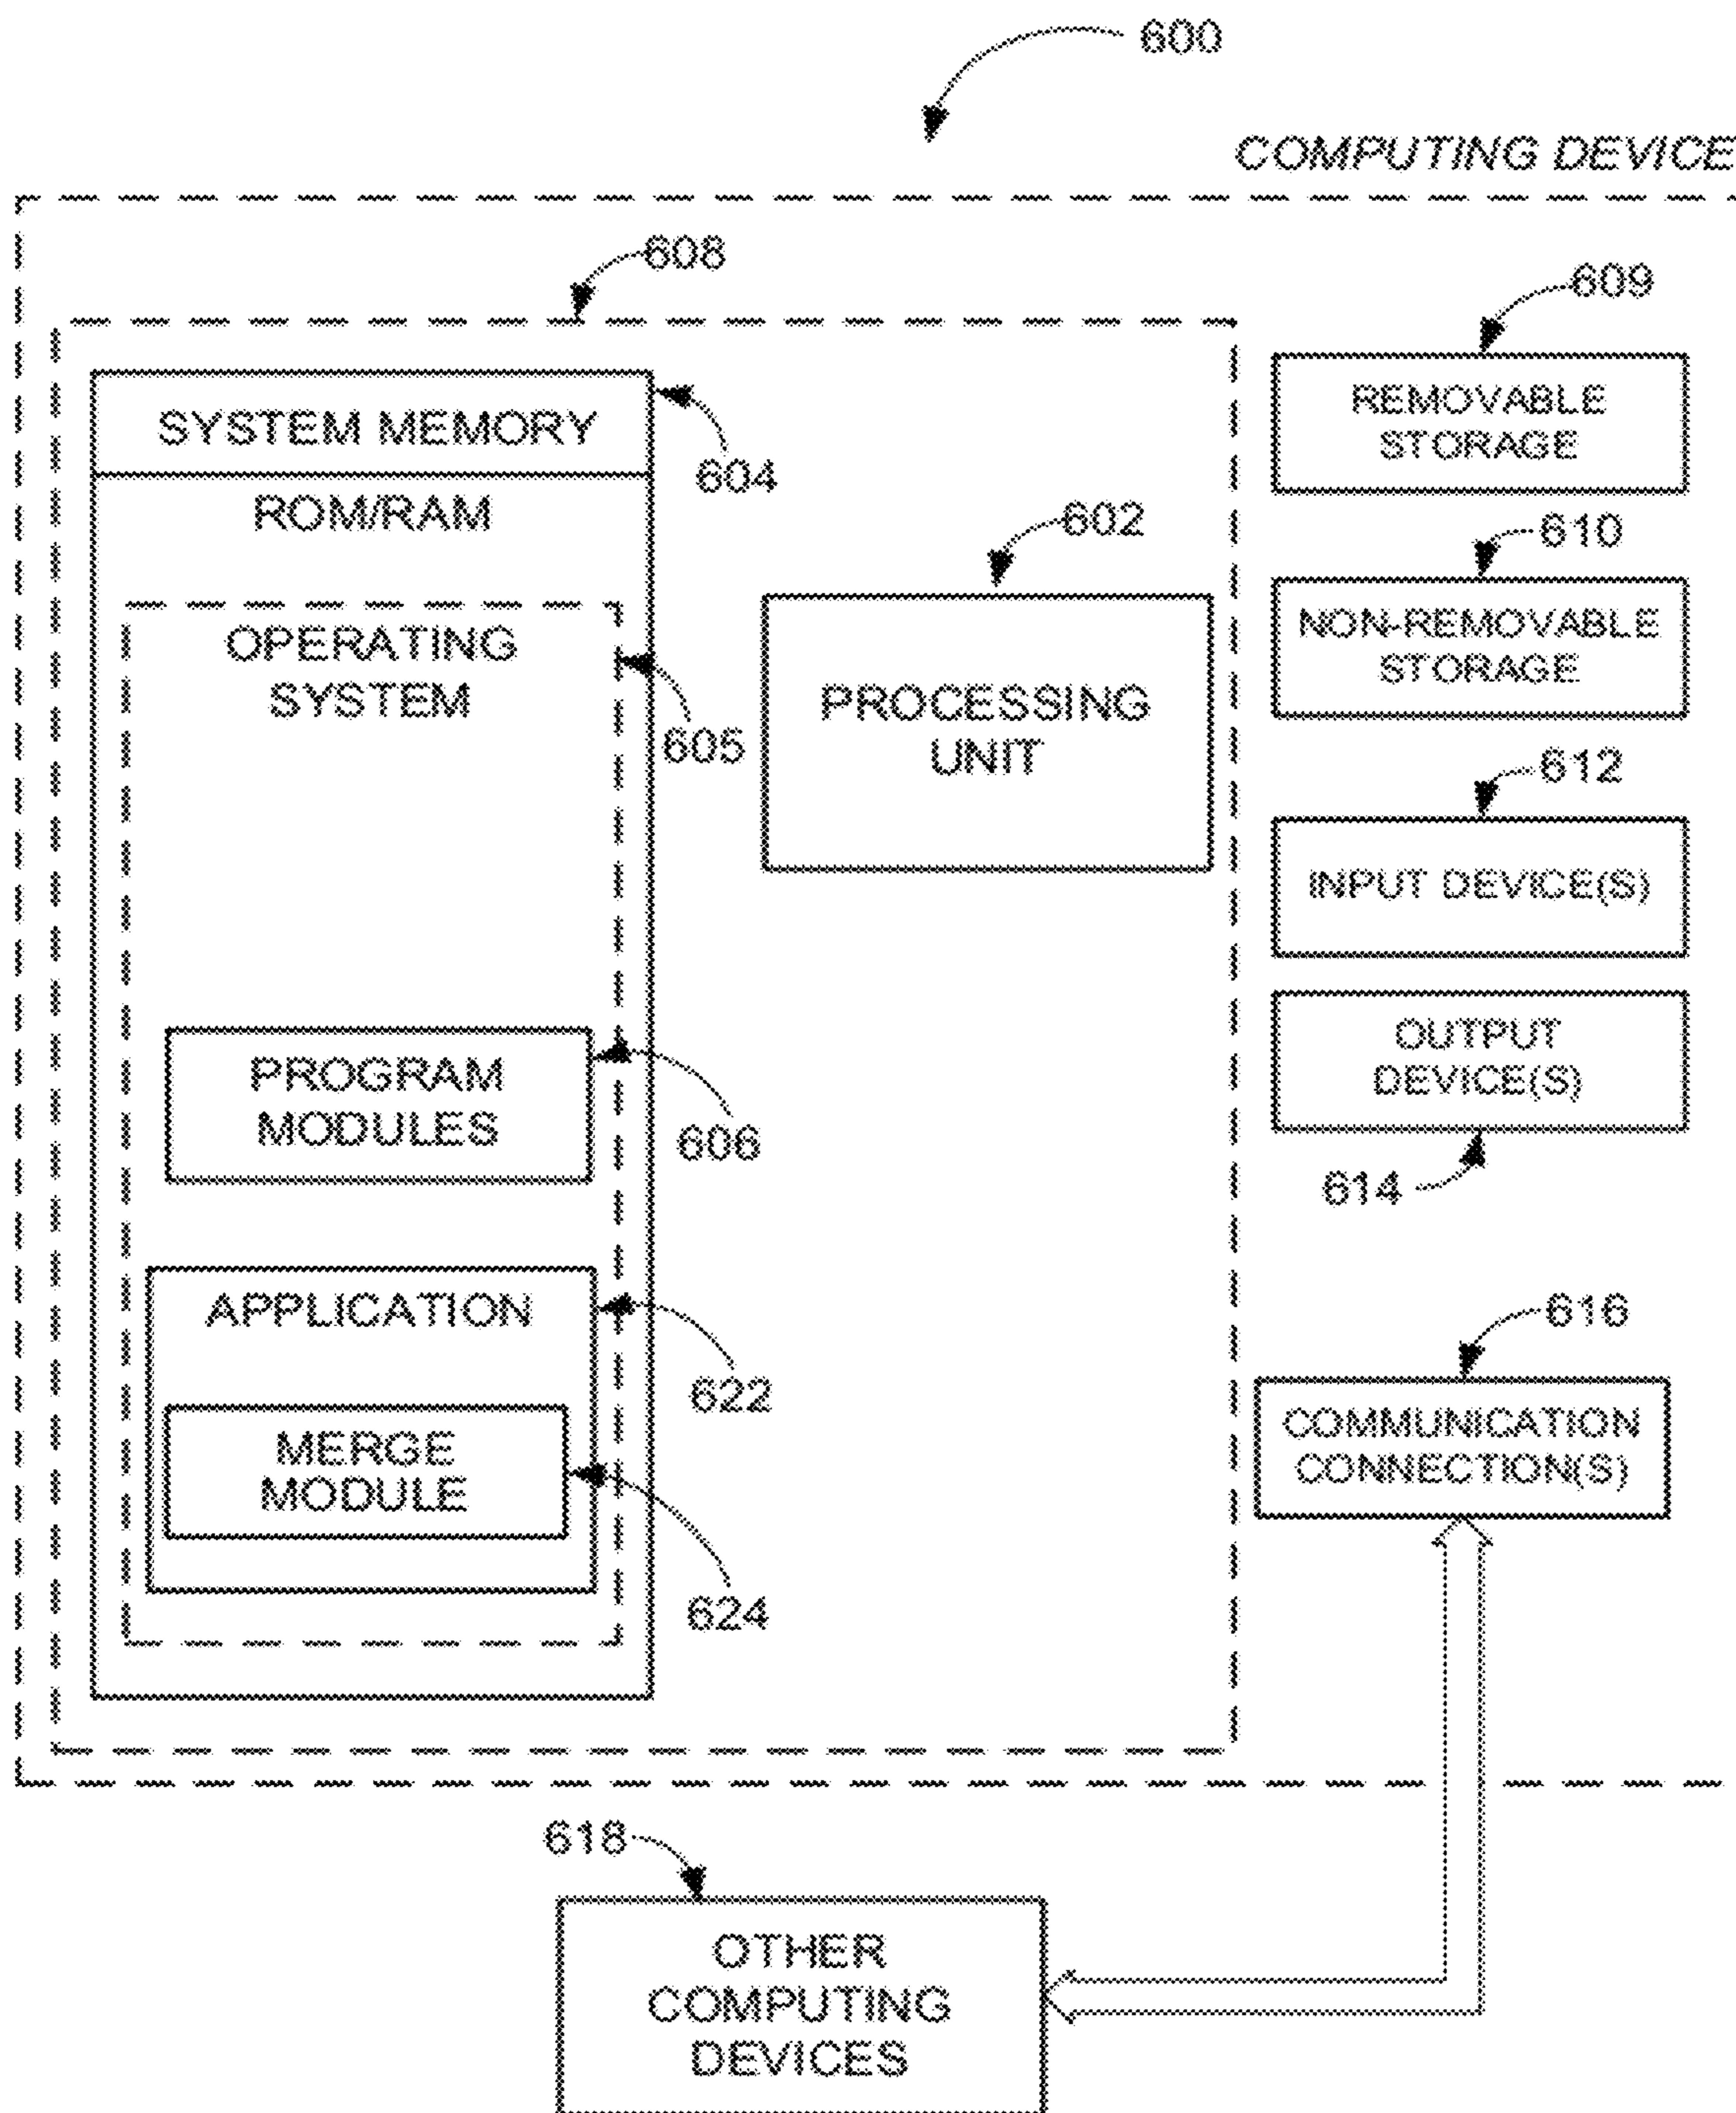 600
COMPUTING DEVICE
608
609
SYSTEM MEMORY
604
ROM/RAM
REMOVABLE
STORAGE
602
610
OPERATING
SYSTEM
605
PROCESSING
UNIT
NON-REMOVABLE
STORAGE
612
INPUT DEVICE(S)
PROGRAM
MODULES
606
OUTPUT
DEVICE(S)
614
APPLICATION
622
616
MERGE
MODULE
624
COMMUNICATION
CONNECTION(S)
618
OTHER
COMPUTING
DEVICES